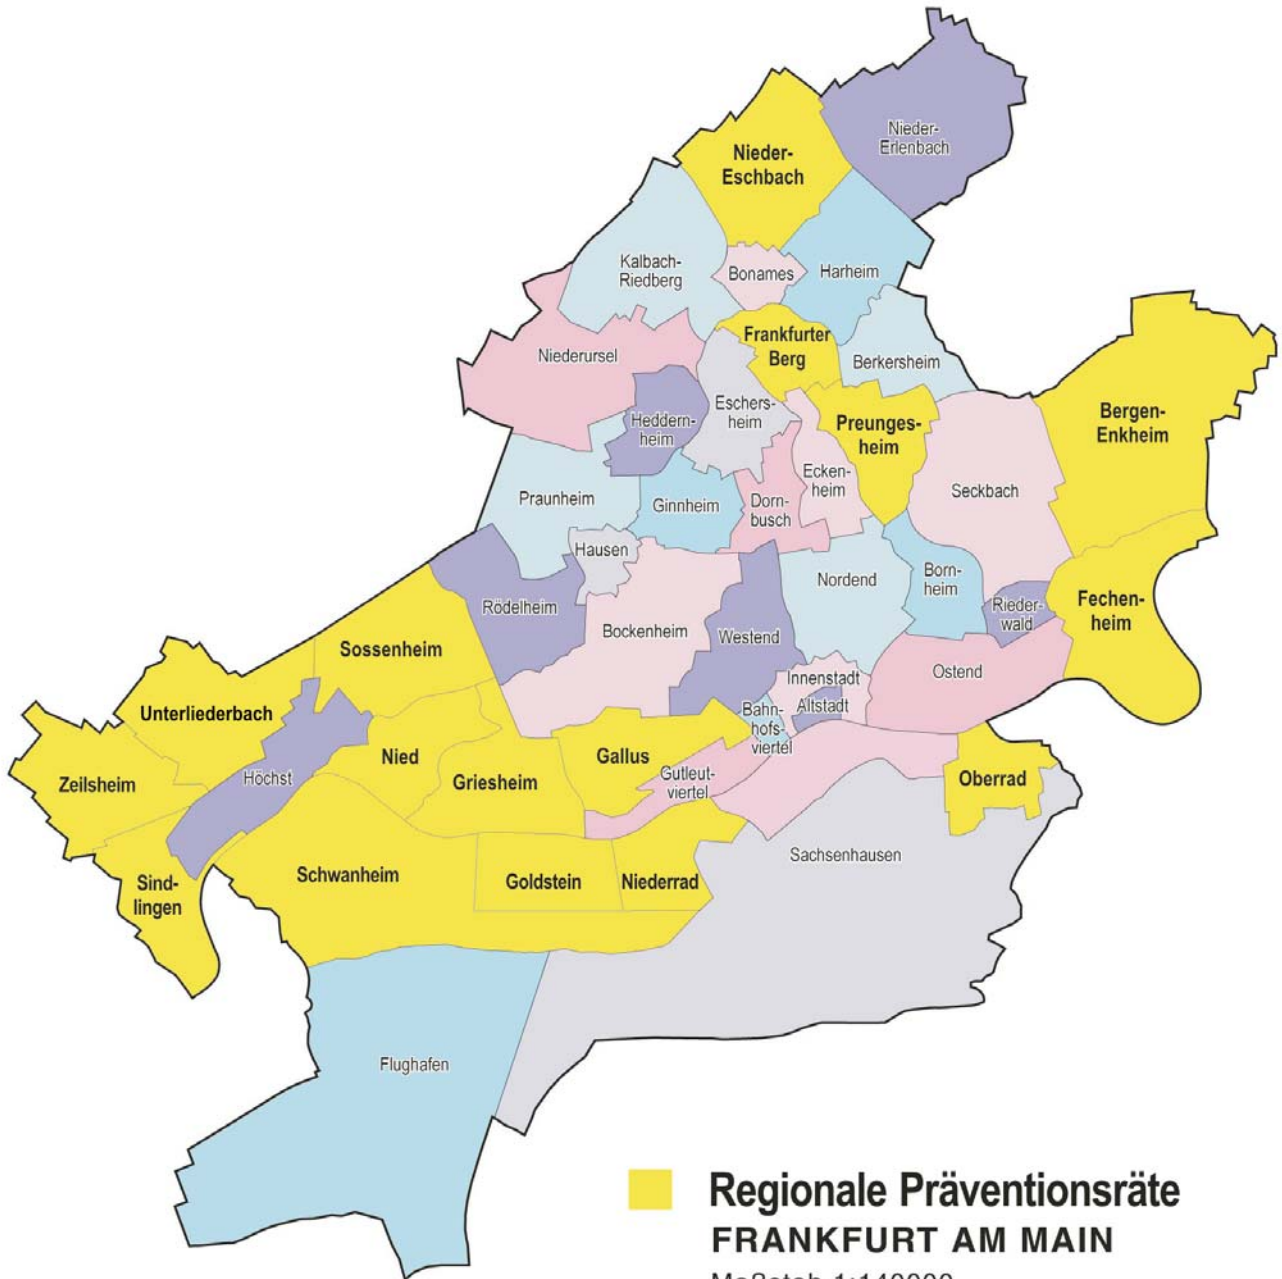 Nieder-
Erlenbach
Nieder-
Eschbach
Kalbach-
Riedberg
Bonames
Harheim
Frankfurter
Berg
Niederursel
Berkersheim
Heddern-
heim
Eschers-
heim
Preunges-
heim
Bergen-
Enkheim
Praunheim
Ginnheim
Dorn-
busch
Ecken-
heim
Seckbach
Hausen
Rödelheim
Nordend
Born-
heim
Rieder-
wald
Fechen-
heim
Sossenheim
Bockenheim
Westend
Innenstadt
Altstadt
Ostend
Unterliederbach
Bahn-
hofs-
viertel
Zeilsheim
Höchst
Nied
Griesheim
Gallus
Gutleut-
viertel
Oberrad
Sind-
lingen
Schwanheim
Goldstein
Niederrad
Sachsenhausen
Flughafen
Regionale Präventionsräte
FRANKFURT AM MAIN
Maßstab 1:140000